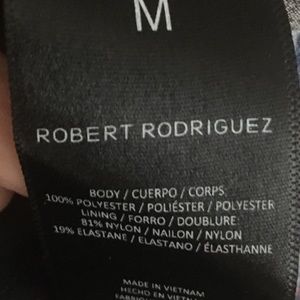 M
ROBERT RODRIGUEZ
BODY / CUERPO / CORPS:
100% POLYESTER / POLIÉSTER / POLYESTER
LINING / FORRO / DOUBLURE:
81% NYLON / NAILON / NYLON
19% ELASTANE / ELASTANO / ÉLASTHANNE
MADE IN VIETNAM
HECHO EN VIETNAM